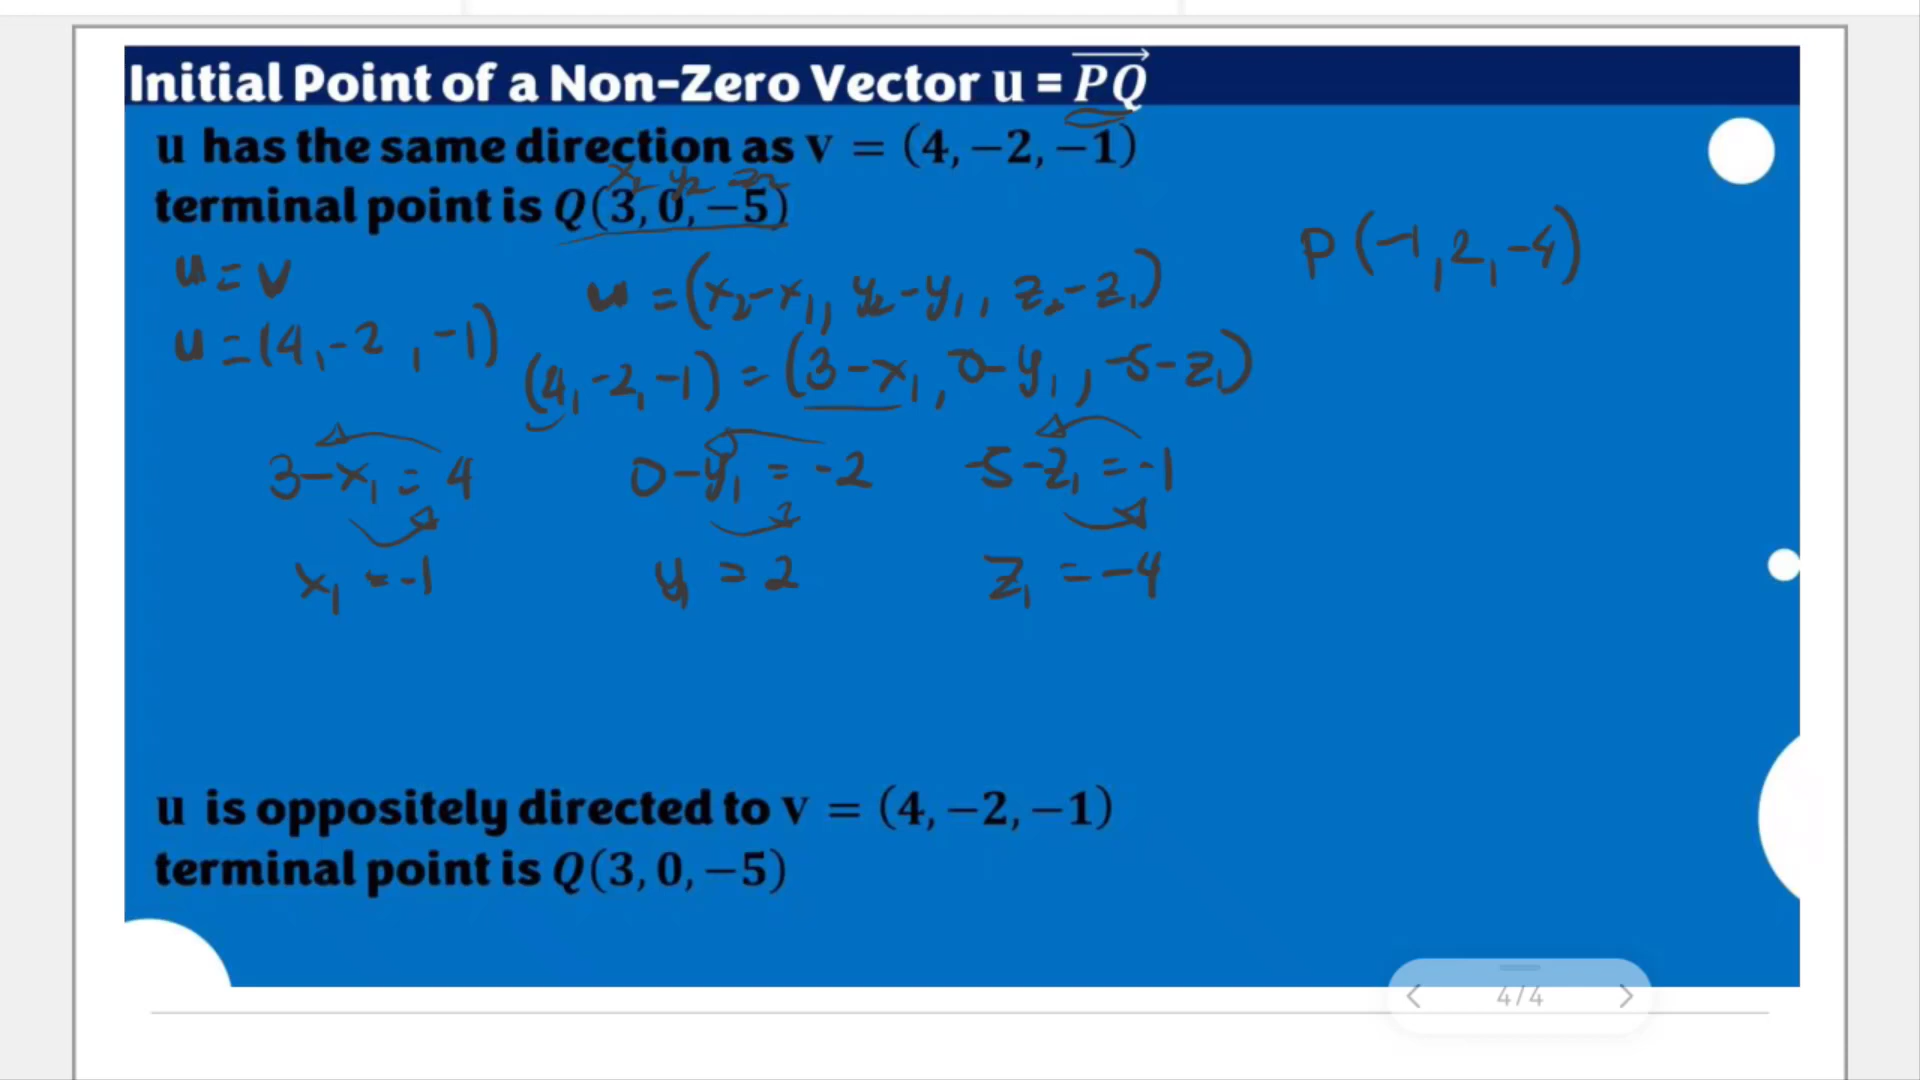 Initial Point of a Non-Zero Vector u = PQ
u has the same direction as v = (4, −2, −1)
x₂ y₂ z₂
terminal point is Q(3, 0, −5)
P(-1, 2, -4)
u = v
u = (x₂-x₁, y₂-y₁, z₂-z₁)
u = (4, -2, -1)
(4, -2, -1) = (3-x₁, 0-y₁, -5-z₁)
3-x₁ = 4
0-y₁ = -2
-5-z₁ = -1
x₁ = -1
y₁ = 2
z₁ = -4
u is oppositely directed to v = (4, −2, −1)
terminal point is Q(3, 0, −5)
4/4